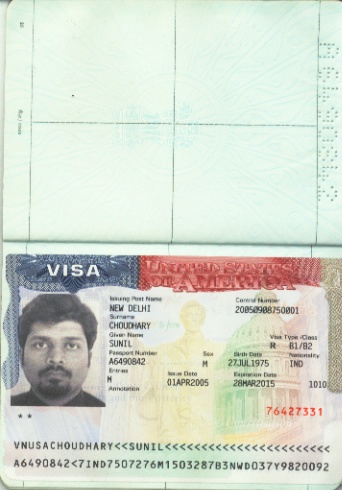 VISA
UNITED STATES
OF AMERICA
Issuing Post Name
NEW DELHI
Control Number
20050908750001
Surname
CHOUDHARY
Given Name
SUNIL
Visa Type /Class
R B1/B2
Passport Number
A6490842
Sex
M
Birth Date
27JUL1975
Nationality
IND
Entries
M
Issue Date
01APR2005
Expiration Date
28MAR2015
1010
Annotation
76427331
**
VNUSACHOUDHARY<<SUNIL<<<<<<<<<<<<<<<<<<<<<<<
A6490842<7IND7507276M1503287B3NWD037Y9820092